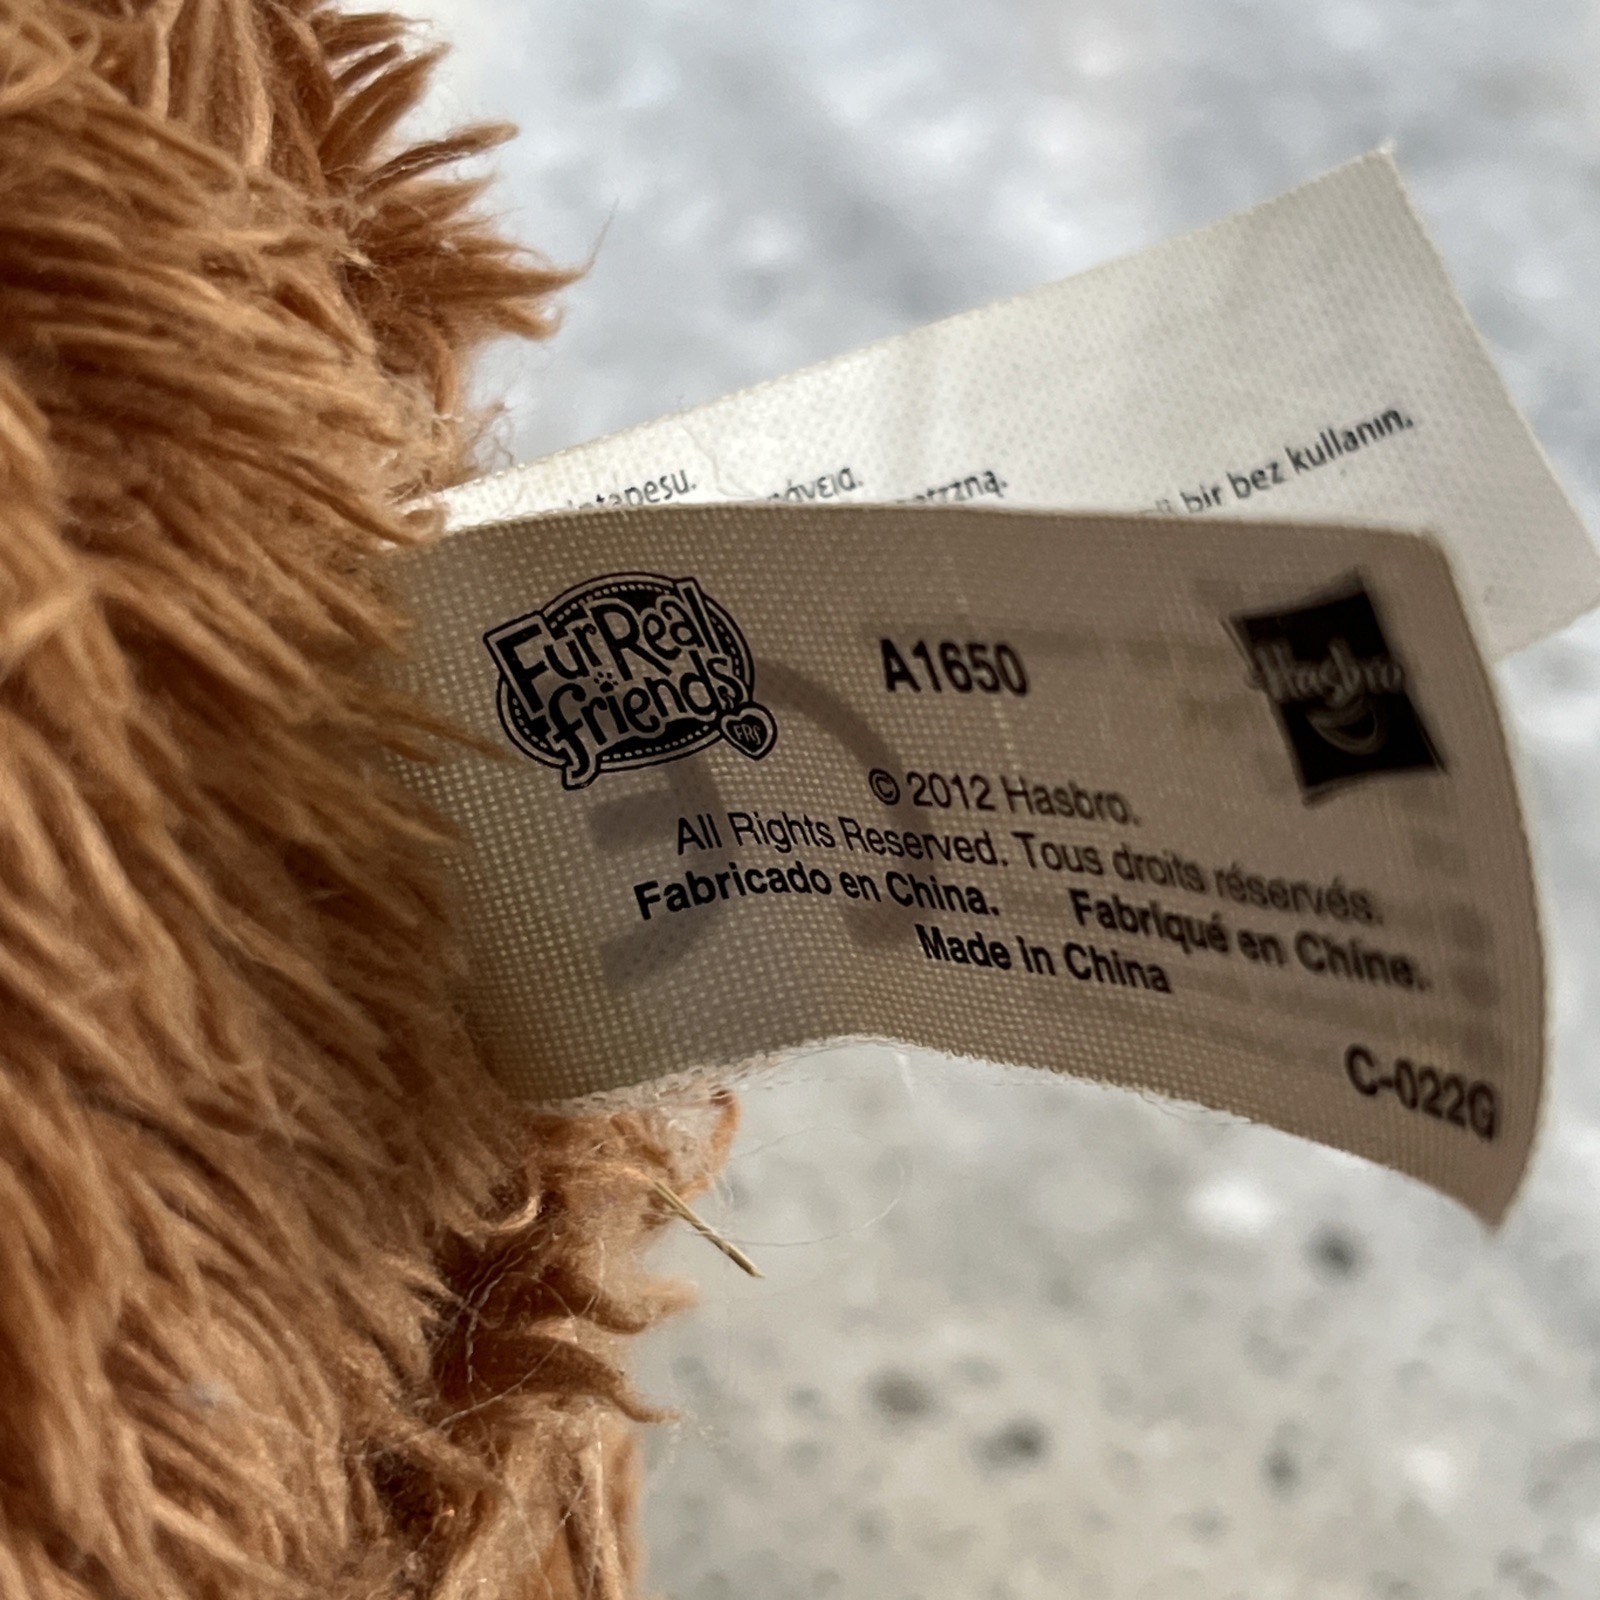 bir bez kullanın.
FurReal
friends
FRF
A1650
Hasbro
© 2012 Hasbro.
All Rights Reserved. Tous droits réservés.
Fabricado en China. Fabriqué en Chine.
Made in China
C-022G